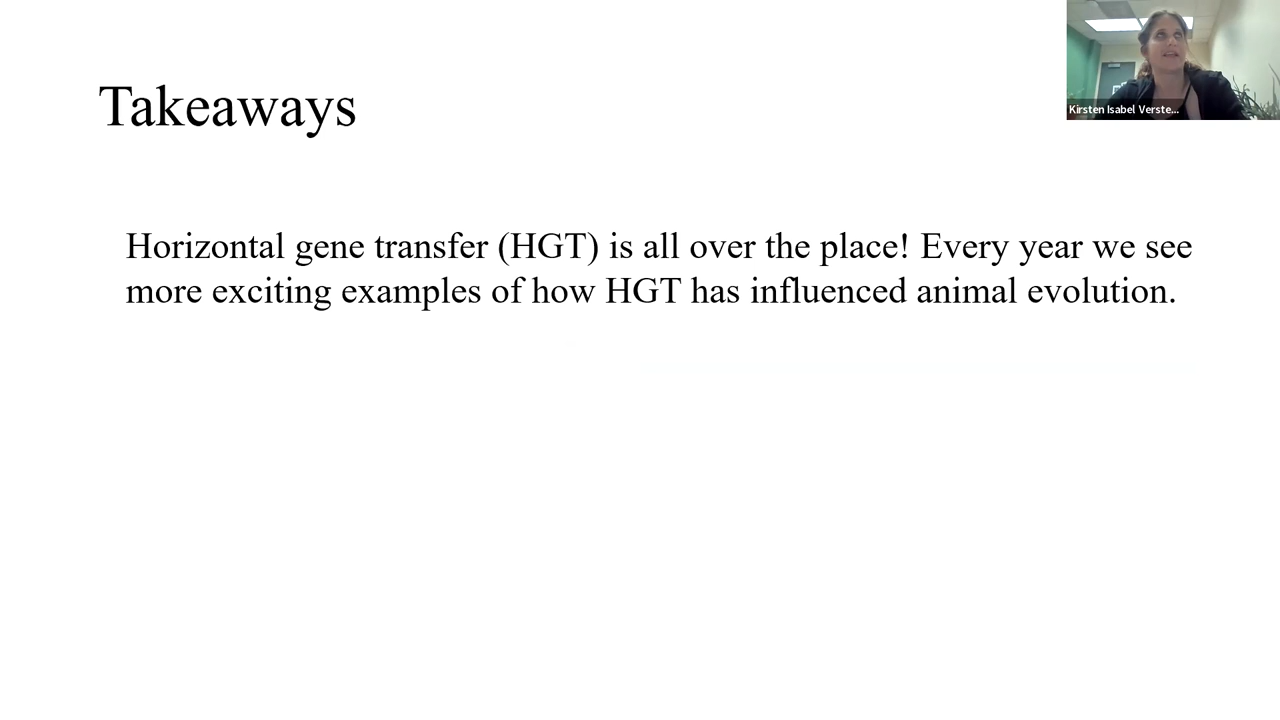 Kirsten Isabel Verste...
Takeaways
Horizontal gene transfer (HGT) is all over the place! Every year we see
more exciting examples of how HGT has influenced animal evolution.